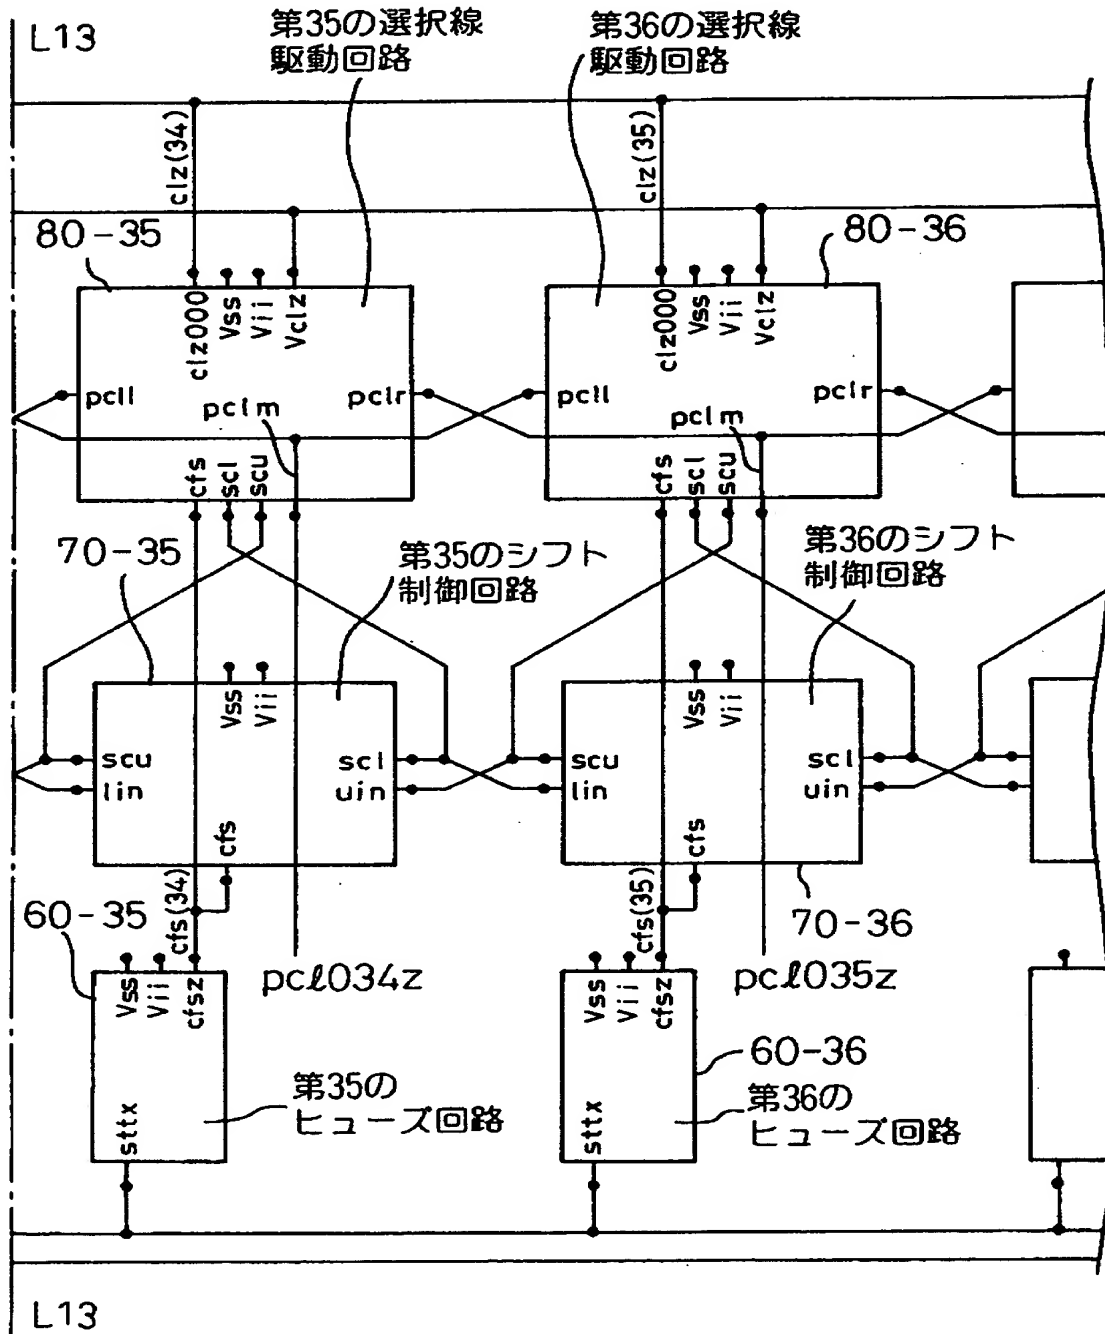 L13
第35の選択線
駆動回路
第36の選択線
駆動回路
clz(34)
clz(35)
80-35
80-36
clz000
Vss
Vii
Vclz
clz000
Vss
Vii
Vclz
pcll
pclm
pclr
pcll
pclm
pclr
cfs
scl
scu
cfs
scl
scu
70-35
第35のシフト
制御回路
第36のシフト
制御回路
Vss
Vii
Vss
Vii
scu
lin
scl
uin
scu
lin
scl
uin
cfs
cfs
60-35
cfs(34)
cfs(35)
70-36
pcl034z
pcl035z
Vss
Vii
cfsz
Vss
Vii
cfsz
60-36
第35の
ヒューズ回路
第36の
ヒューズ回路
sttx
sttx
L13